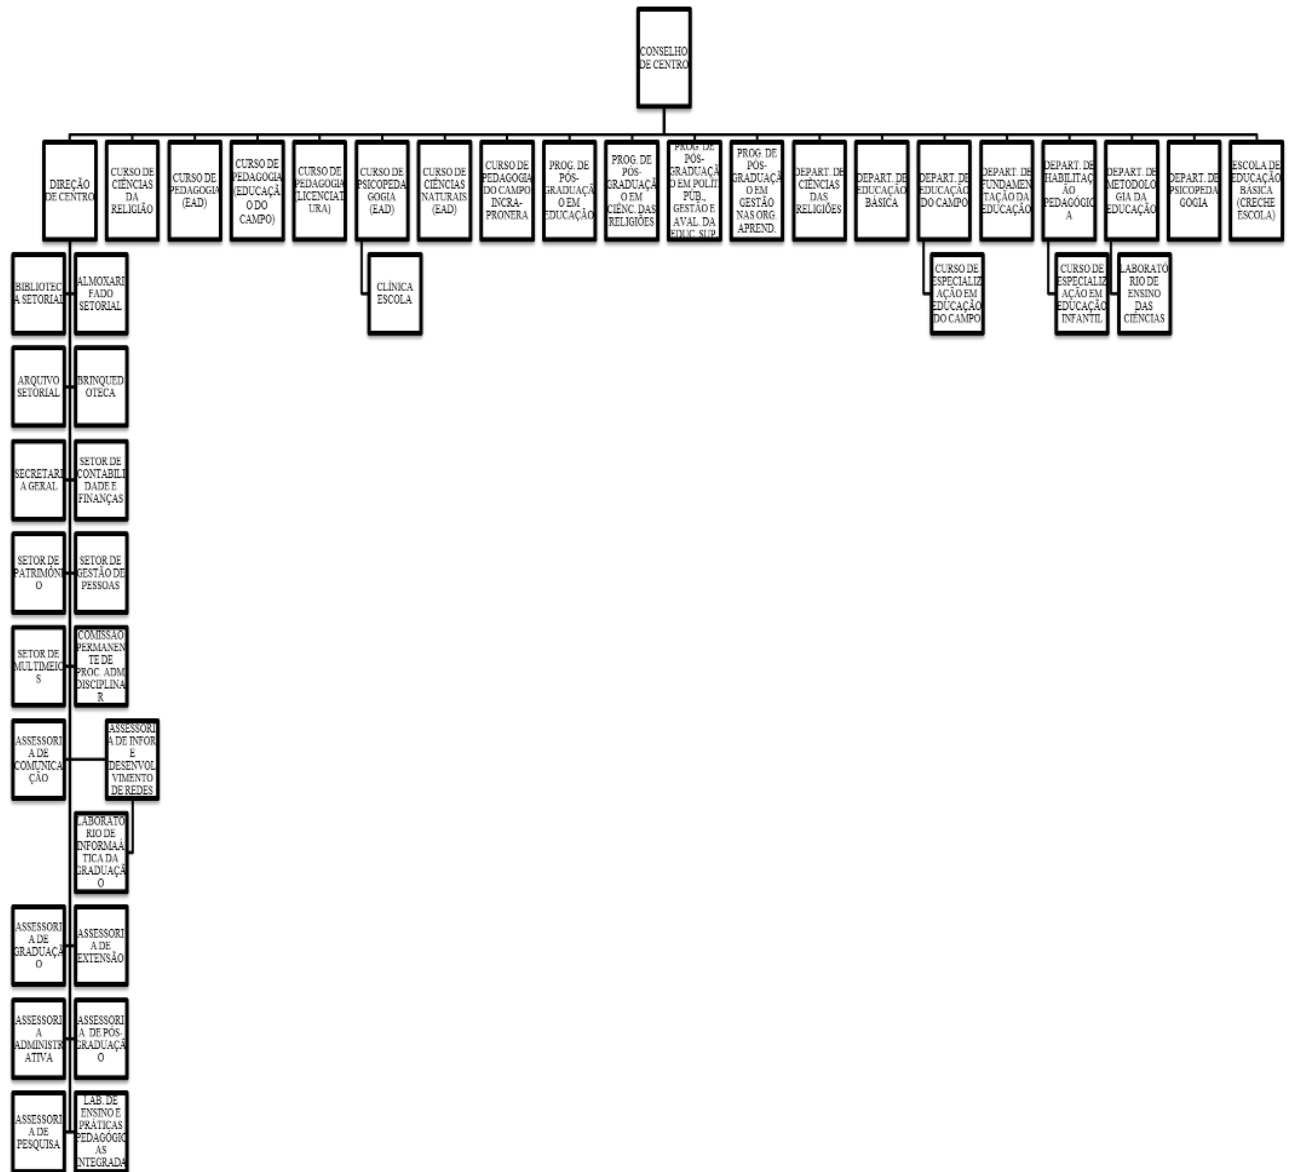 CONSELHO
DE CENTRO
DIREÇÃO
DE CENTRO
CURSO DE
CIÊNCIAS
DA
RELIGIÃO
CURSO DE
PEDAGOGIA
(EAD)
CURSO DE
PEDAGOGIA
(EDUCAÇÃ
O DO
CAMPO)
CURSO DE
PEDAGOGIA
(LICENCIAT
URA)
CURSO DE
PSICOPEDA
GOGIA
(EAD)
CURSO DE
CIÊNCIAS
NATURAIS
(EAD)
CURSO DE
PEDAGOGIA
DO CAMPO
INCRA-
PRONERA
PROG. DE
PÓS-
GRADUAÇÃ
O EM
EDUCAÇÃO
PROG. DE
PÓS-
GRADUAÇÃ
O EM
CIÊNC. DAS
RELIGIÕES
PROG. DE
PÓS-
GRADUAÇÃ
O EM POLÍT.
PÚB.,
GESTÃO E
AVAL. DA
EDUC. SUP.
PROG. DE
PÓS-
GRADUAÇÃ
O EM
GESTÃO
NAS ORG.
APREND.
DEPART. DE
CIÊNCIAS
DAS
RELIGIÕES
DEPART. DE
EDUCAÇÃO
BÁSICA
DEPART. DE
EDUCAÇÃO
DO CAMPO
DEPART. DE
FUNDAMEN
TAÇÃO DA
EDUCAÇÃO
DEPART. DE
HABILITAÇ
ÃO
PEDAGÓGIC
A
DEPART. DE
METODOLO
GIA DA
EDUCAÇÃO
DEPART. DE
PSICOPEDA
GOGIA
ESCOLA DE
EDUCAÇÃO
BÁSICA
(CRECHE
ESCOLA)
BIBLIOTEC
A SETORIAL
ALMOXARI
FADO
SETORIAL
CLÍNICA
ESCOLA
CURSO DE
ESPECIALIZ
AÇÃO EM
EDUCAÇÃO
DO CAMPO
CURSO DE
ESPECIALIZ
AÇÃO EM
EDUCAÇÃO
INFANTIL
LABORATÓ
RIO DE
ENSINO
DAS
CIÊNCIAS
ARQUIVO
SETORIAL
BRINQUED
OTECA
SECRETARI
A GERAL
SETOR DE
CONTABILI
DADE E
FINANÇAS
SETOR DE
PATRIMÔNI
O
SETOR DE
GESTÃO DE
PESSOAS
SETOR DE
MULTIMEIO
S
COMISSÃO
PERMANEN
TE DE
PROC. ADM.
DISCIPLINA
R
ASSESSORI
A DE
COMUNICA
ÇÃO
ASSESSORI
A DE INFOR.
E
DESENVOL
VIMENTO
DE REDES
LABORATÓ
RIO DE
INFORMAÁ
TICA DA
GRADUAÇÃ
O
ASSESSORI
A DE
GRADUAÇÃ
O
ASSESSORI
A DE
EXTENSÃO
ASSESSORI
A
ADMINISTR
ATIVA
ASSESSORI
A DE PÓS-
GRADUAÇÃ
O
ASSESSORI
A DE
PESQUISA
LAB. DE
ENSINO E
PRÁTICAS
PEDAGÓGIC
AS
INTEGRADA